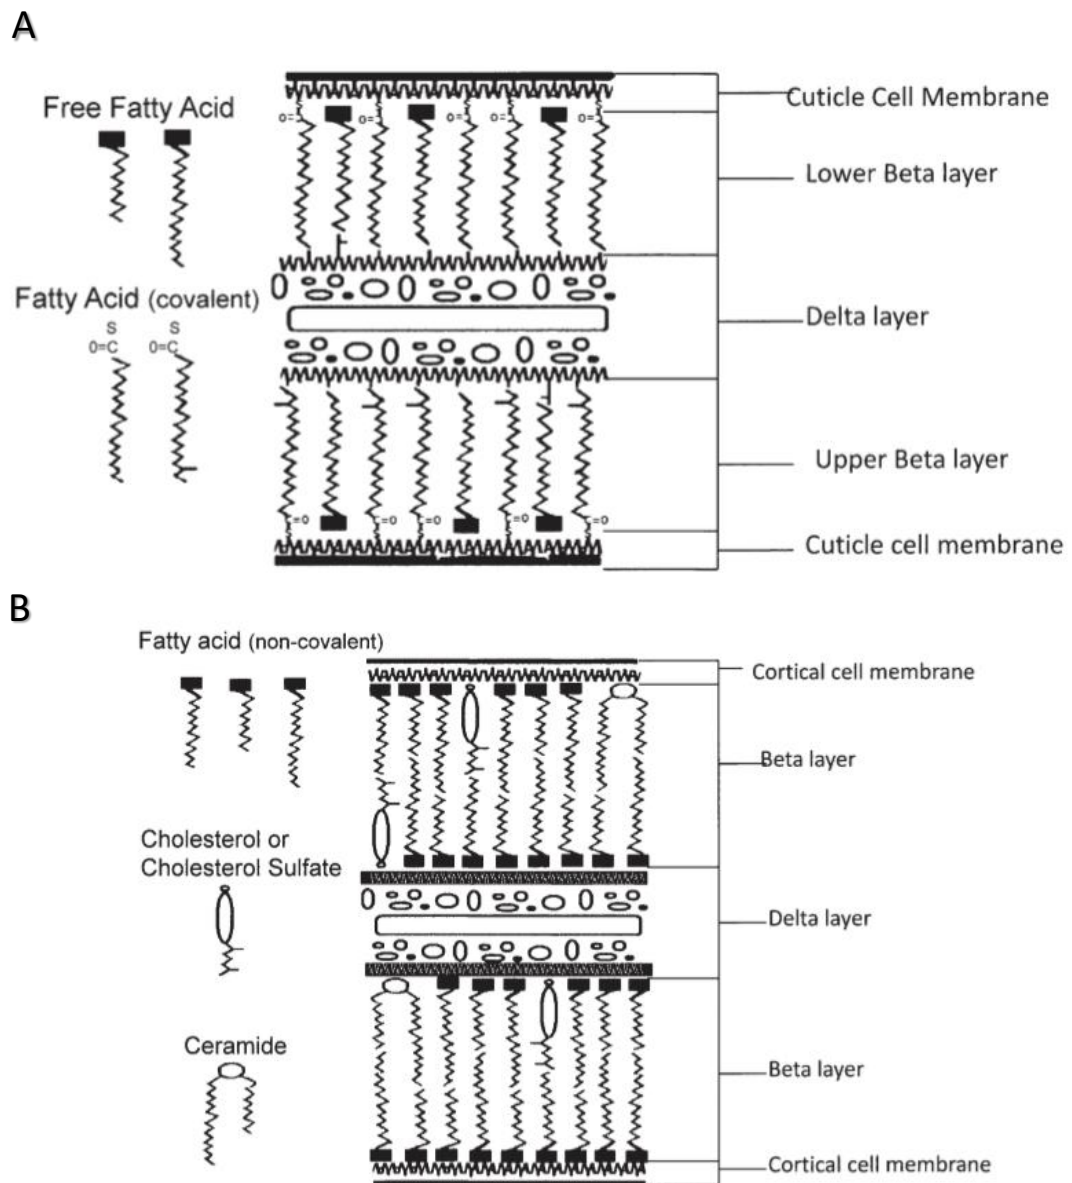 A
Free Fatty Acid
Cuticle Cell Membrane
o= o= o= o= o=
Lower Beta layer
Fatty Acid (covalent)
S S
O=C O=C
Delta layer
Upper Beta layer
C=O C=O C=O C=O C=O
Cuticle cell membrane
B
Fatty acid (non-covalent)
Cortical cell membrane
Beta layer
Cholesterol or
Cholesterol Sulfate
Delta layer
Ceramide
Beta layer
Cortical cell membrane